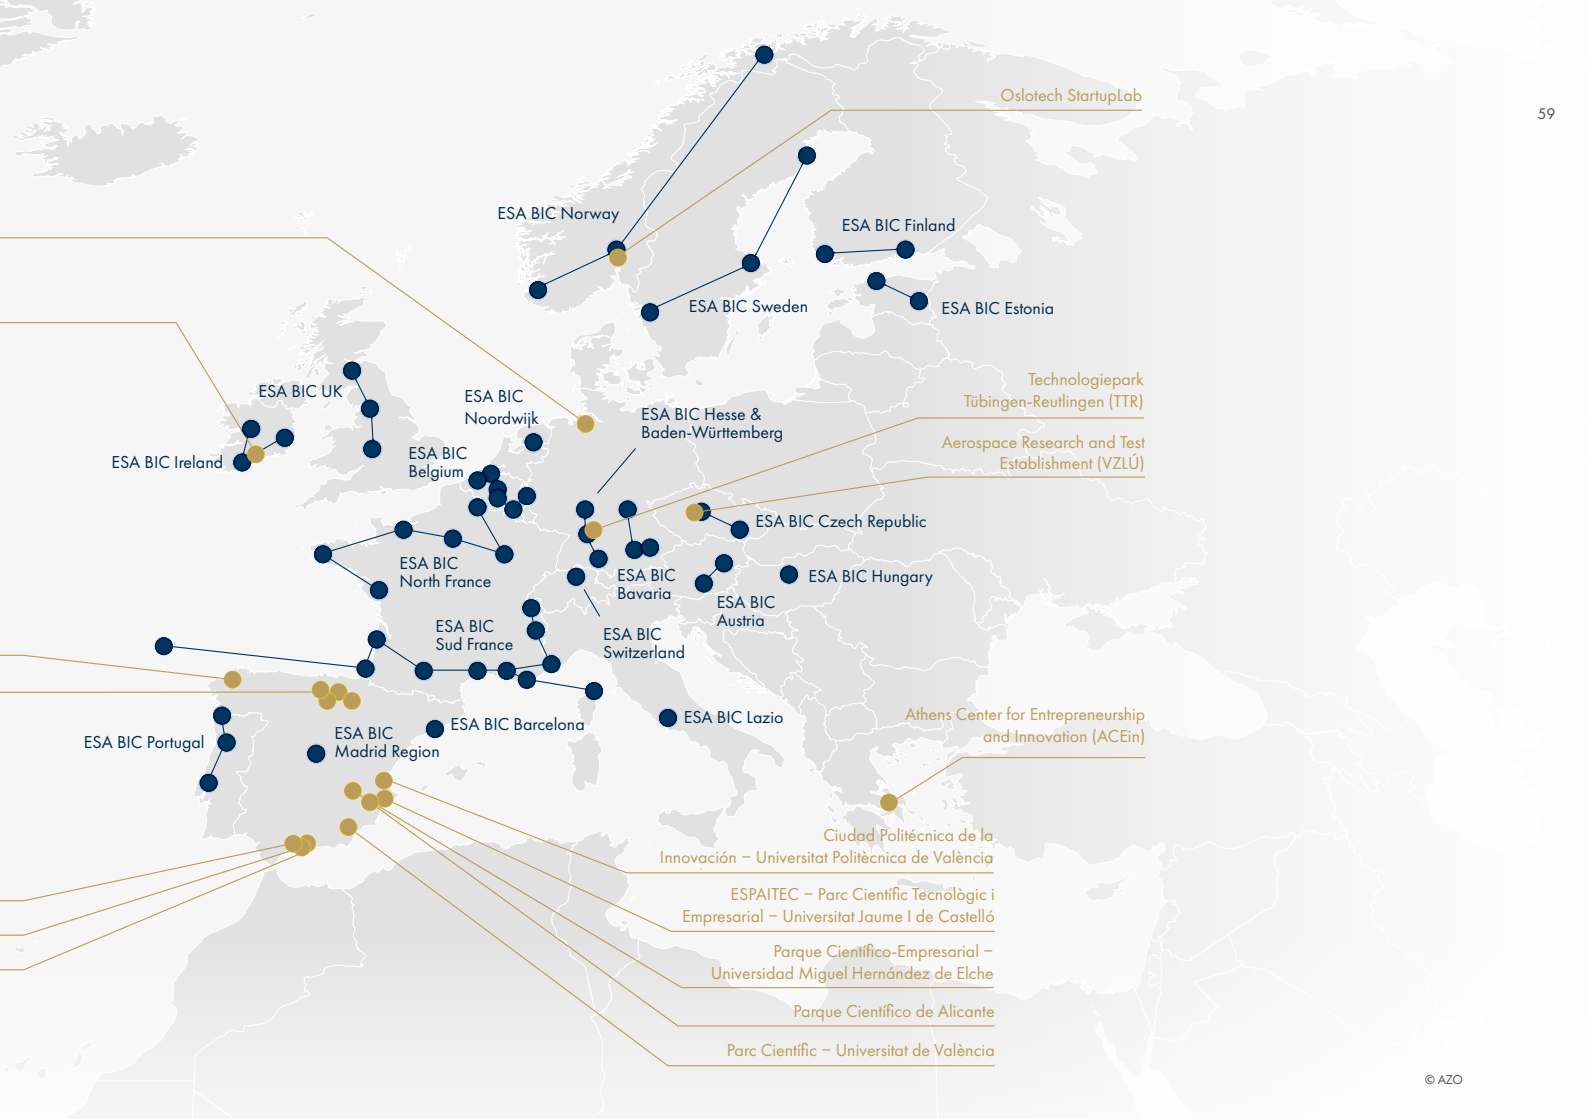 Oslotech StartupLab
59
ESA BIC Norway
ESA BIC Finland
ESA BIC Sweden
ESA BIC Estonia
ESA BIC UK
ESA BIC
Noordwijk
Technologiepark
Tübingen-Reutlingen (TTR)
ESA BIC Hesse &
Baden-Württemberg
Aerospace Research and Test
Establishment (VZLÚ)
ESA BIC Ireland
ESA BIC
Belgium
ESA BIC Czech Republic
ESA BIC
North France
ESA BIC
Bavaria
ESA BIC Hungary
ESA BIC
Austria
ESA BIC
Sud France
ESA BIC
Switzerland
ESA BIC Portugal
ESA BIC
Madrid Region
ESA BIC Barcelona
ESA BIC Lazio
Athens Center for Entrepreneurship
and Innovation (ACEin)
Ciudad Politécnica de la
Innovación – Universitat Politècnica de València
ESPAITEC – Parc Científic Tecnològic i
Empresarial – Universitat Jaume I de Castelló
Parque Científico-Empresarial –
Universidad Miguel Hernández de Elche
Parque Científico de Alicante
Parc Científic – Universitat de València
© AZO